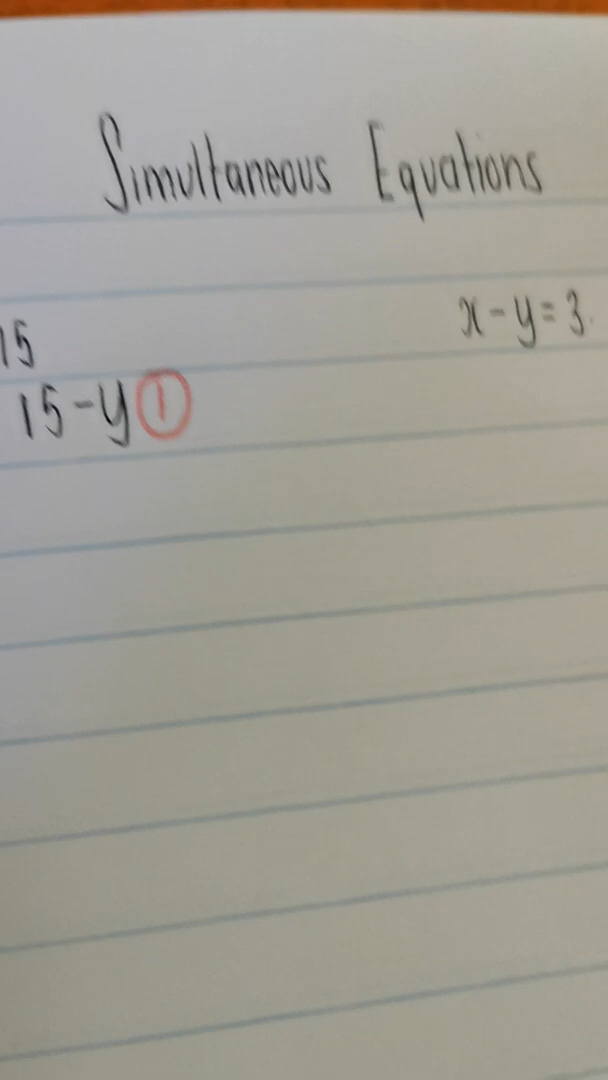 Simultaneous Equations
15
x - y = 3.
15 - y ①